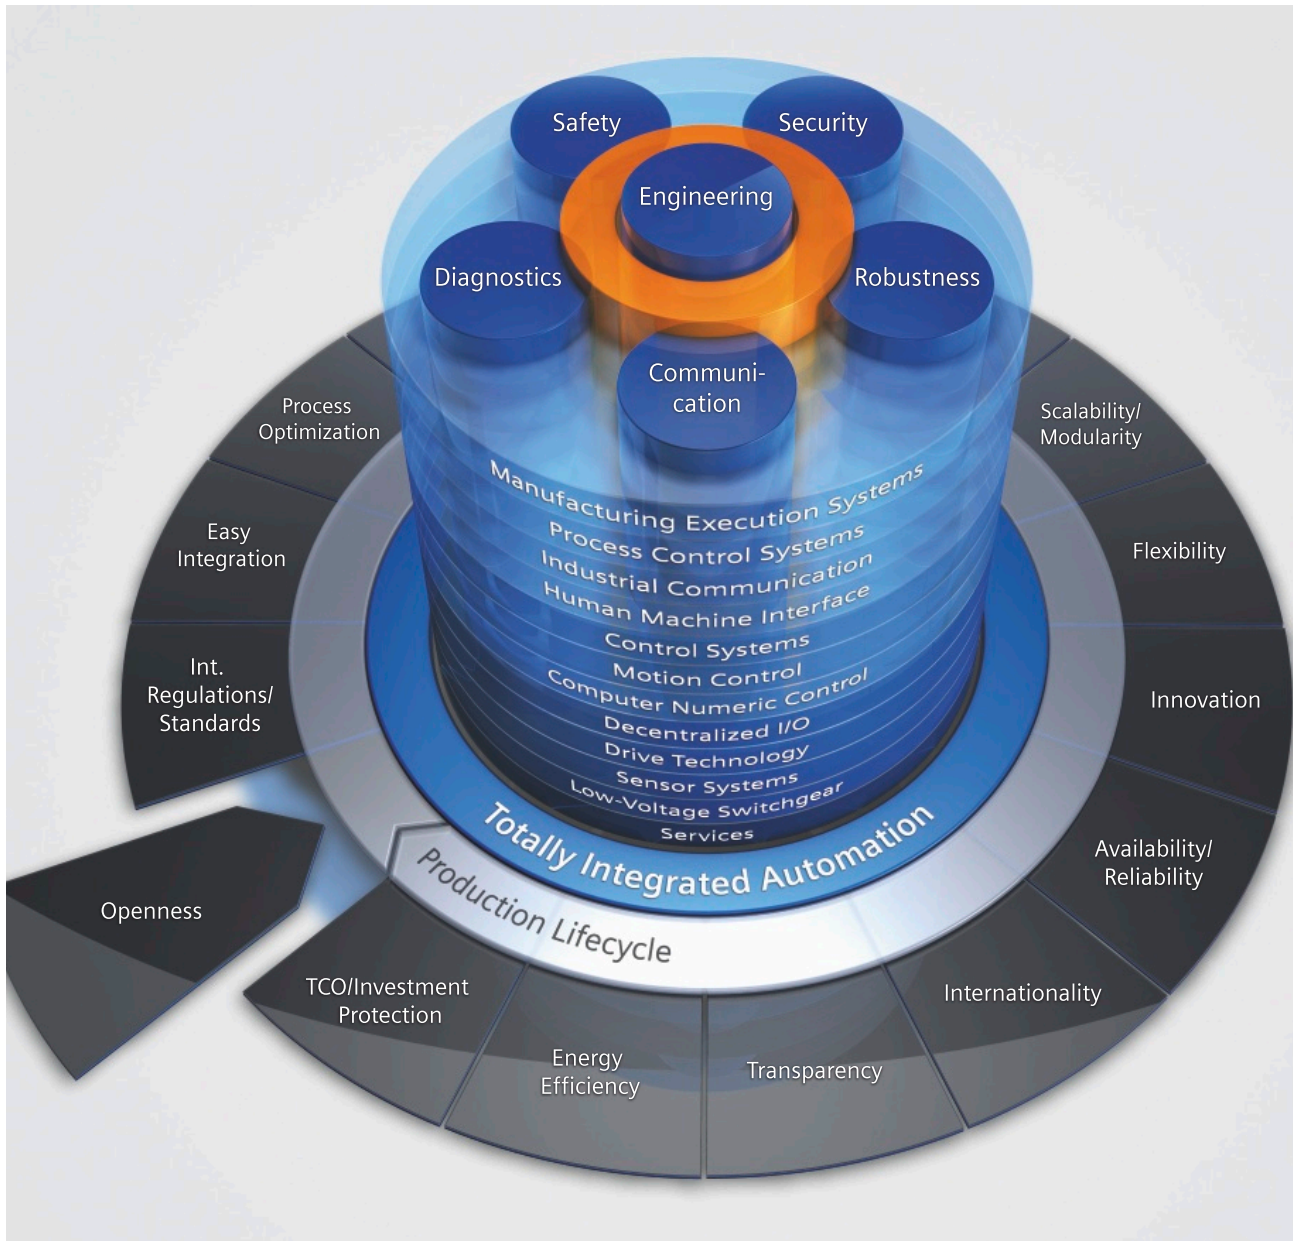 Safety
Security
Engineering
Diagnostics
Robustness
Communi-
cation
Manufacturing Execution Systems
Process Control Systems
Industrial Communication
Human Machine Interface
Control Systems
Motion Control
Computer Numeric Control
Decentralized I/O
Drive Technology
Sensor Systems
Low-Voltage Switchgear
Services
Totally Integrated Automation
Production Lifecycle
Process
Optimization
Easy
Integration
Int.
Regulations/
Standards
Openness
TCO/Investment
Protection
Energy
Efficiency
Transparency
Internationality
Availability/
Reliability
Innovation
Flexibility
Scalability/
Modularity